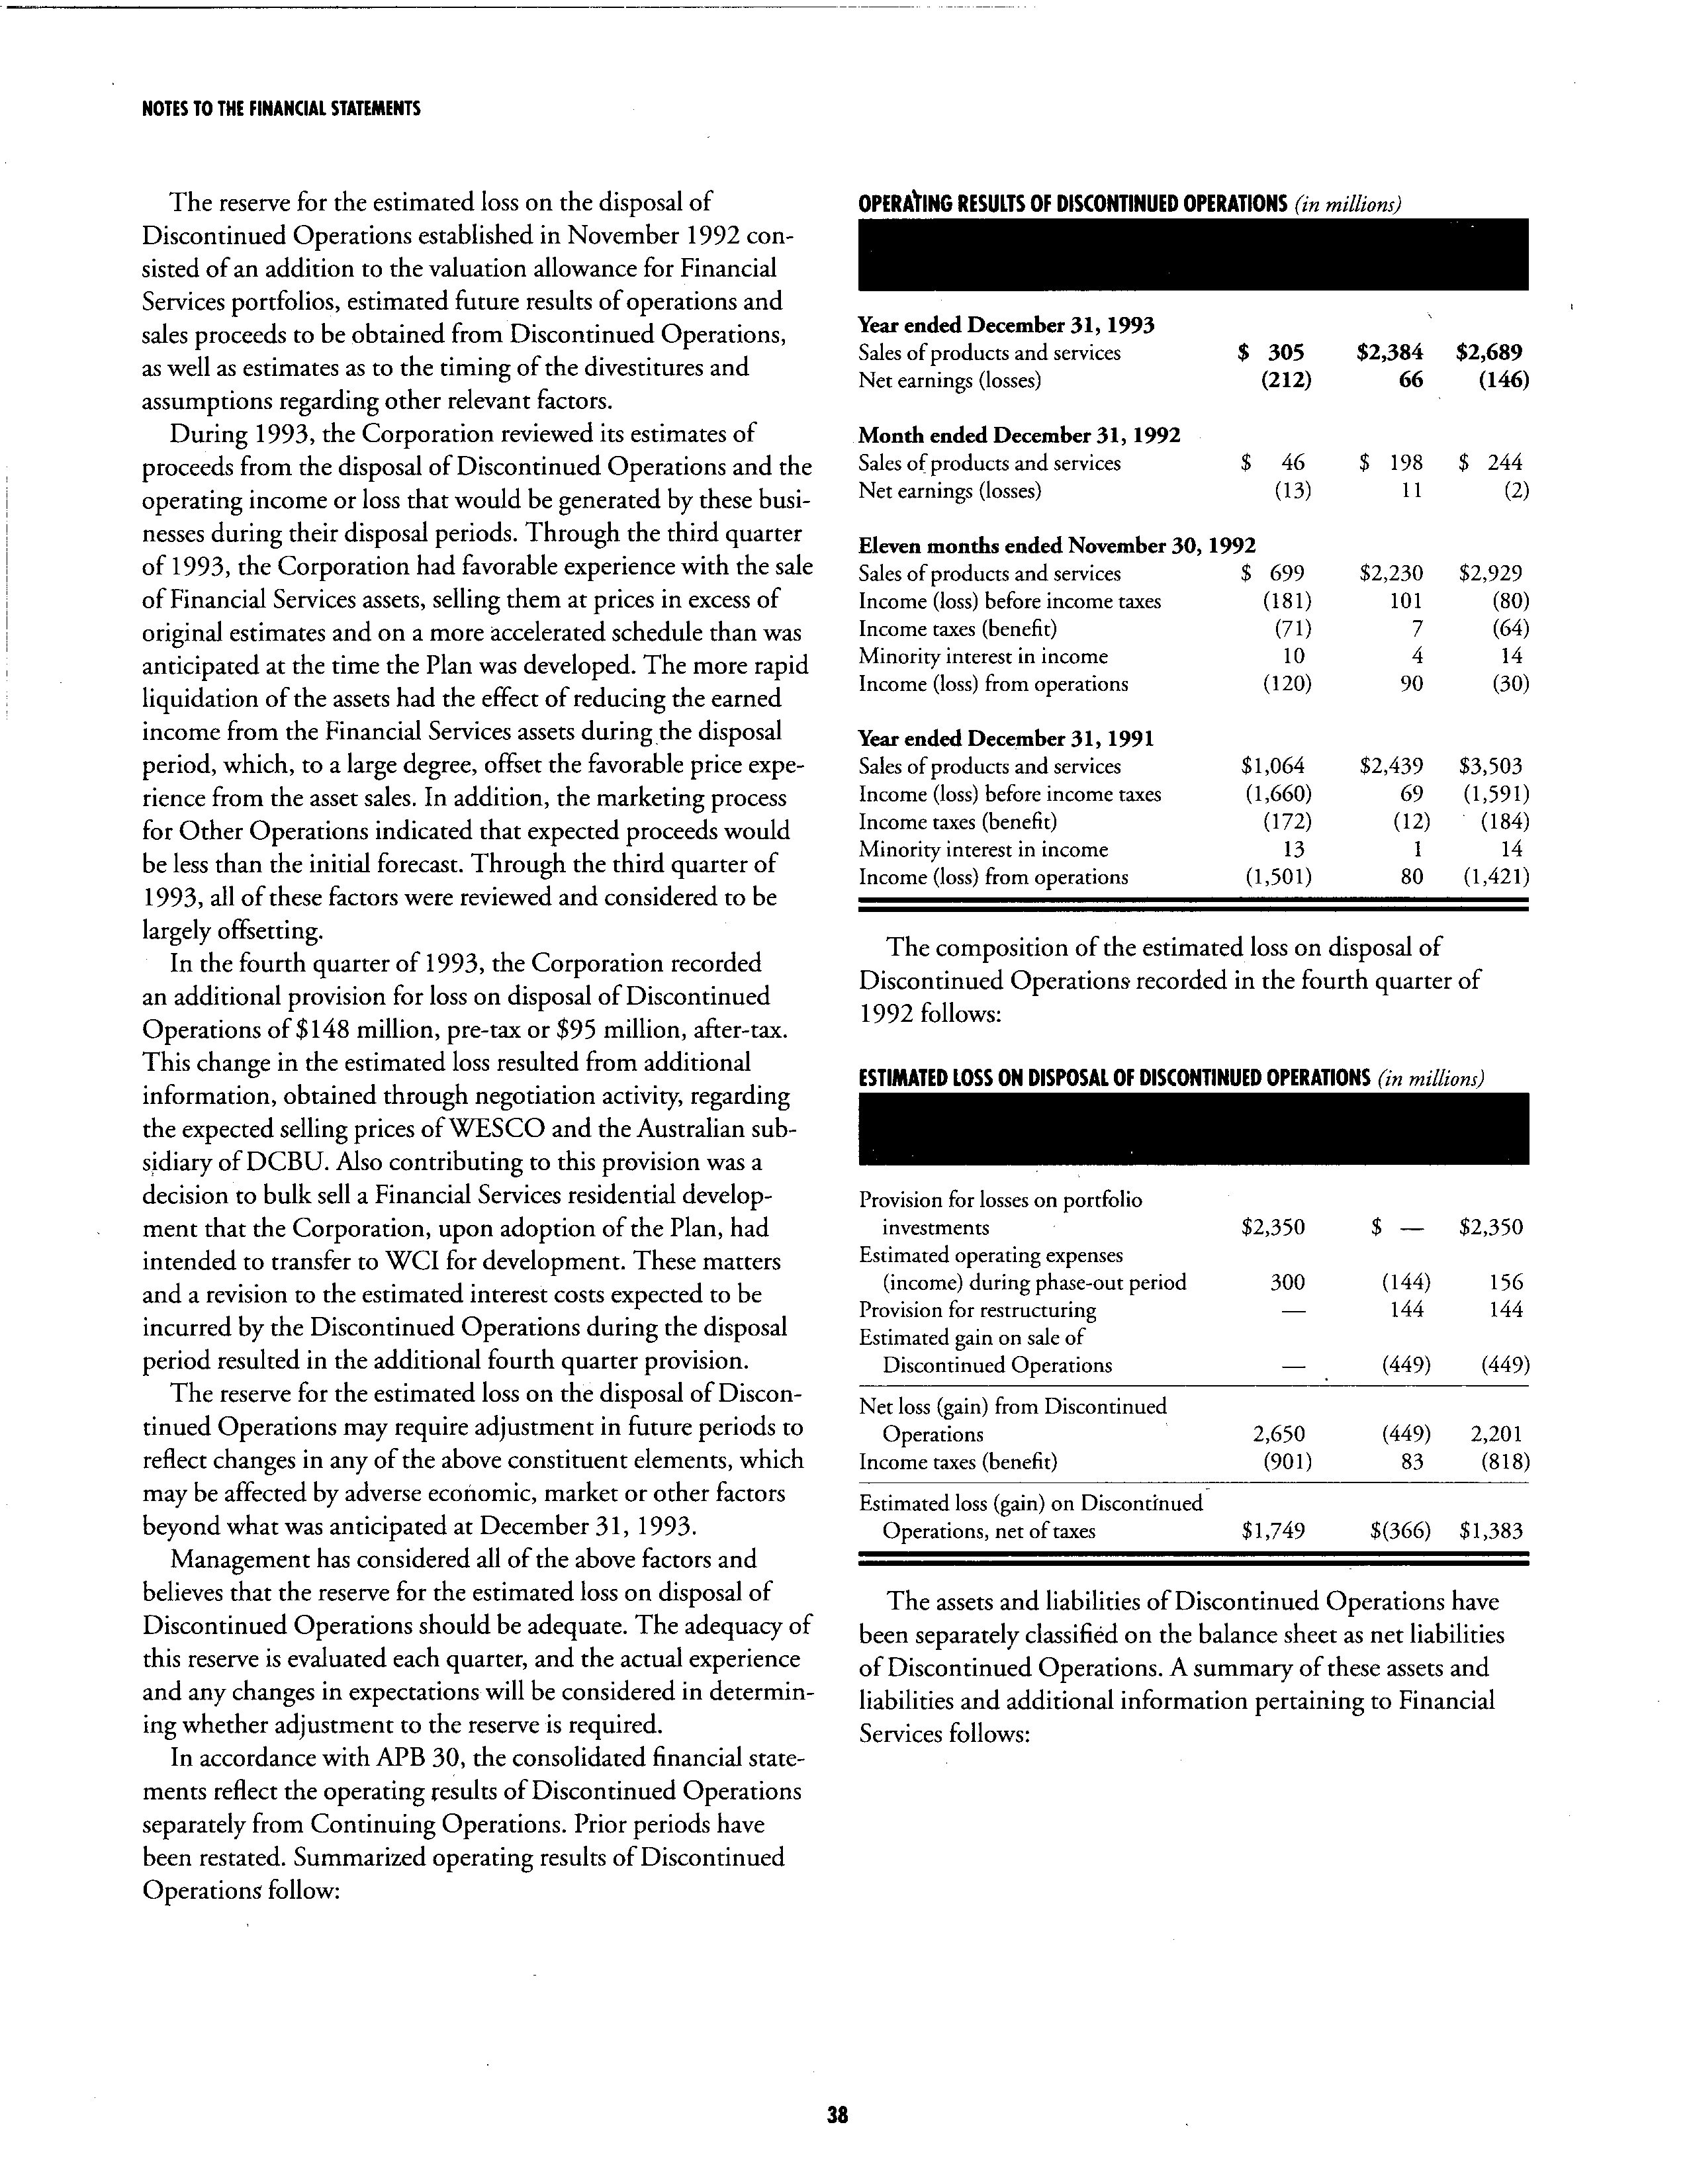 NOTES TO THE FINANCIAL STATEMENTS
The reserve for the estimated loss on the disposal of
Discontinued Operations established in November 1992 con-
sisted of an addition to the valuation allowance for Financial
Services portfolios, estimated future results of operations and
sales proceeds to be obtained from Discontinued Operations,
as well as estimates as to the timing of the divestitures and
assumptions regarding other relevant factors.
During 1993, the Corporation reviewed its estimates of
proceeds from the disposal of Discontinued Operations and the
operating income or loss that would be generated by these busi-
nesses during their disposal periods. Through the third quarter
of 1993, the Corporation had favorable experience with the sale
of Financial Services assets, selling them at prices in excess of
original estimates and on a more accelerated schedule than was
anticipated at the time the Plan was developed. The more rapid
liquidation of the assets had the effect of reducing the earned
income from the Financial Services assets during the disposal
period, which, to a large degree, offset the favorable price expe-
rience from the asset sales. In addition, the marketing process
for Other Operations indicated that expected proceeds would
be less than the initial forecast. Through the third quarter of
1993, all of these factors were reviewed and considered to be
largely offsetting.
In the fourth quarter of 1993, the Corporation recorded
an additional provision for loss on disposal of Discontinued
Operations of $148 million, pre-tax or $95 million, after-tax.
This change in the estimated loss resulted from additional
information, obtained through negotiation activity, regarding
the expected selling prices of WESCO and the Australian sub-
sidiary of DCBU. Also contributing to this provision was a
decision to bulk sell a Financial Services residential develop-
ment that the Corporation, upon adoption of the Plan, had
intended to transfer to WCI for development. These matters
and a revision to the estimated interest costs expected to be
incurred by the Discontinued Operations during the disposal
period resulted in the additional fourth quarter provision.
The reserve for the estimated loss on the disposal of Discon-
tinued Operations may require adjustment in future periods to
reflect changes in any of the above constituent elements, which
may be affected by adverse economic, market or other factors
beyond what was anticipated at December 31, 1993.
Management has considered all of the above factors and
believes that the reserve for the estimated loss on disposal of
Discontinued Operations should be adequate. The adequacy of
this reserve is evaluated each quarter, and the actual experience
and any changes in expectations will be considered in determin-
ing whether adjustment to the reserve is required.
In accordance with APB 30, the consolidated financial state-
ments reflect the operating results of Discontinued Operations
separately from Continuing Operations. Prior periods have
been restated. Summarized operating results of Discontinued
Operations follow:
OPERATING RESULTS OF DISCONTINUED OPERATIONS (in millions)
Year ended December 31, 1993
Sales of products and services $ 305 $2,384 $2,689
Net earnings (losses) (212) 66 (146)
Month ended December 31, 1992
Sales of products and services $ 46 $ 198 $ 244
Net earnings (losses) (13) 11 (2)
Eleven months ended November 30, 1992
Sales of products and services $ 699 $2,230 $2,929
Income (loss) before income taxes (181) 101 (80)
Income taxes (benefit) (71) 7 (64)
Minority interest in income 10 4 14
Income (loss) from operations (120) 90 (30)
Year ended December 31, 1991
Sales of products and services $1,064 $2,439 $3,503
Income (loss) before income taxes (1,660) 69 (1,591)
Income taxes (benefit) (172) (12) (184)
Minority interest in income 13 1 14
Income (loss) from operations (1,501) 80 (1,421)
The composition of the estimated loss on disposal of
Discontinued Operations recorded in the fourth quarter of
1992 follows:
ESTIMATED LOSS ON DISPOSAL OF DISCONTINUED OPERATIONS (in millions)
Provision for losses on portfolio
investments $2,350 $ — $2,350
Estimated operating expenses
(income) during phase-out period 300 (144) 156
Provision for restructuring — 144 144
Estimated gain on sale of
Discontinued Operations — (449) (449)
Net loss (gain) from Discontinued
Operations 2,650 (449) 2,201
Income taxes (benefit) (901) 83 (818)
Estimated loss (gain) on Discontinued
Operations, net of taxes $1,749 $(366) $1,383
The assets and liabilities of Discontinued Operations have
been separately classified on the balance sheet as net liabilities
of Discontinued Operations. A summary of these assets and
liabilities and additional information pertaining to Financial
Services follows:
38